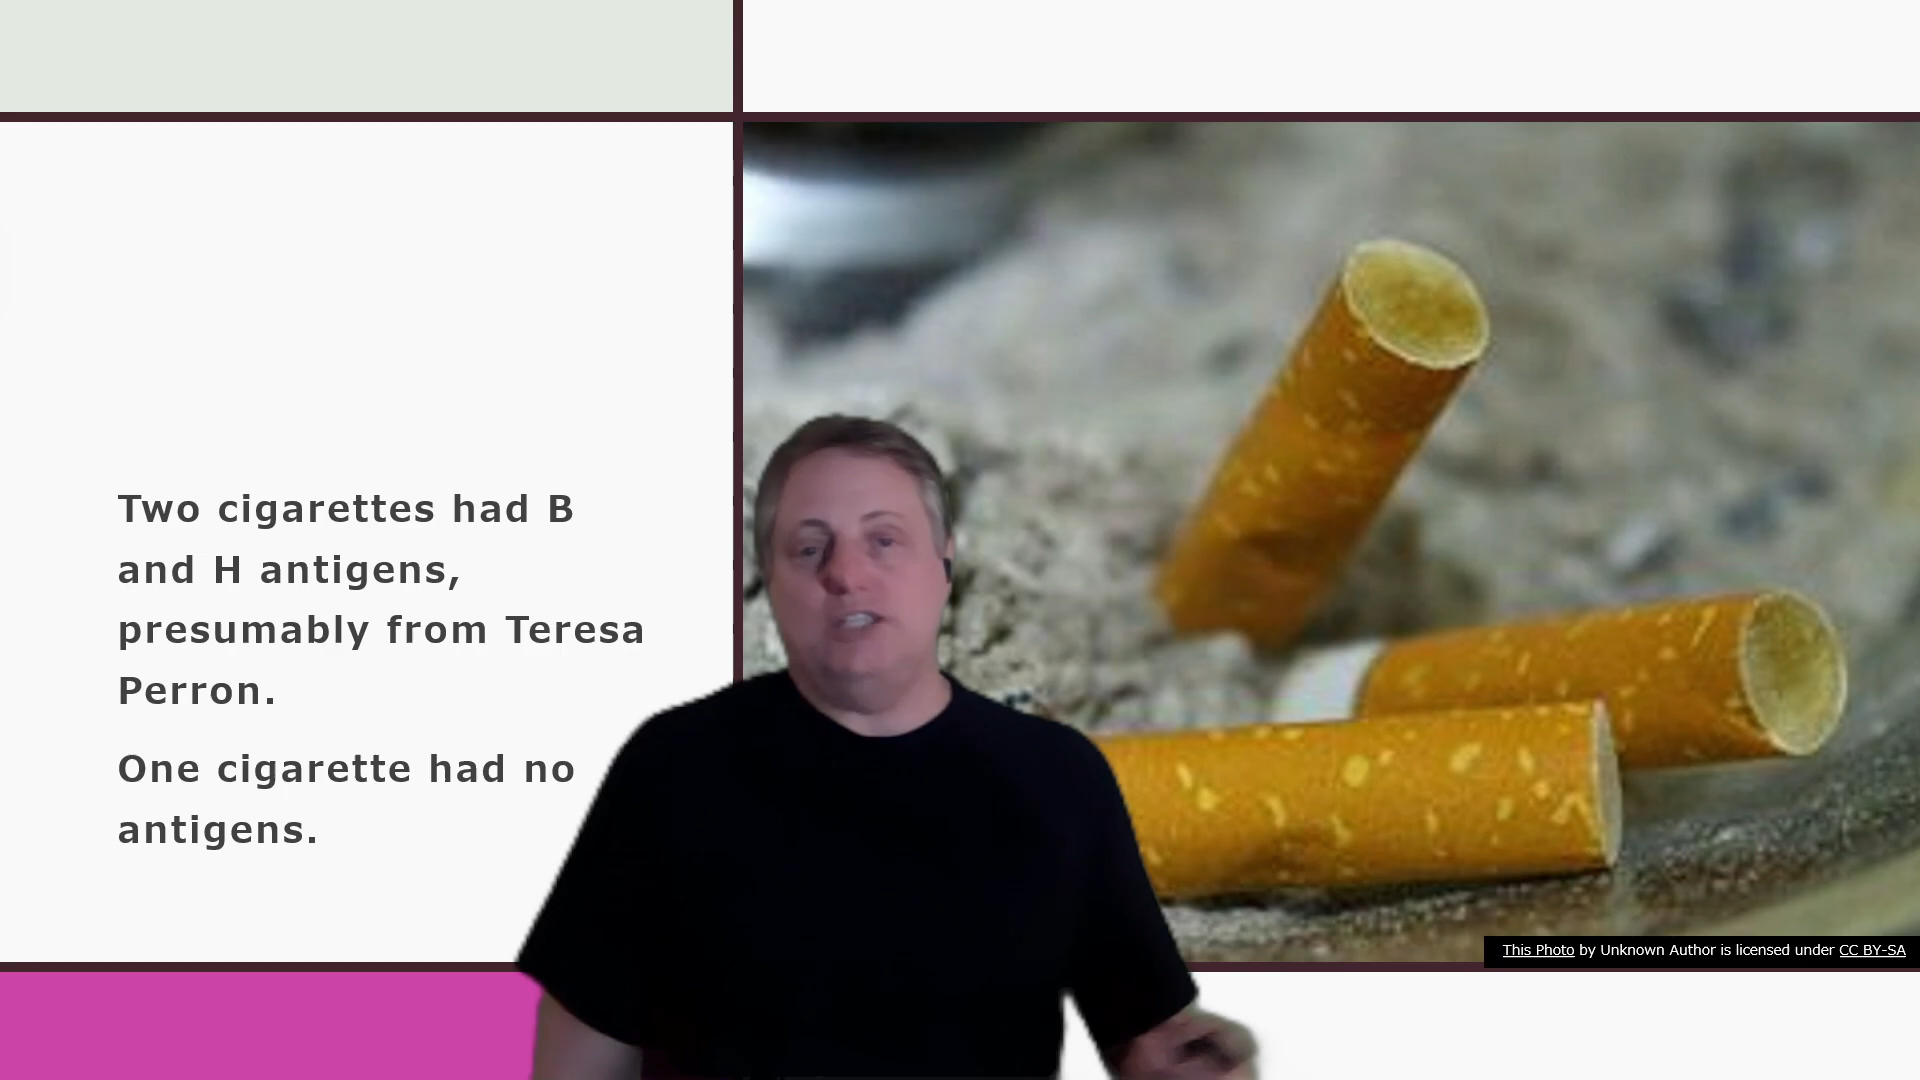 Two cigarettes had B
and H antigens,
presumably from Teresa
Perron.
One cigarette had no
antigens.
This Photo by Unknown Author is licensed under CC BY-SA